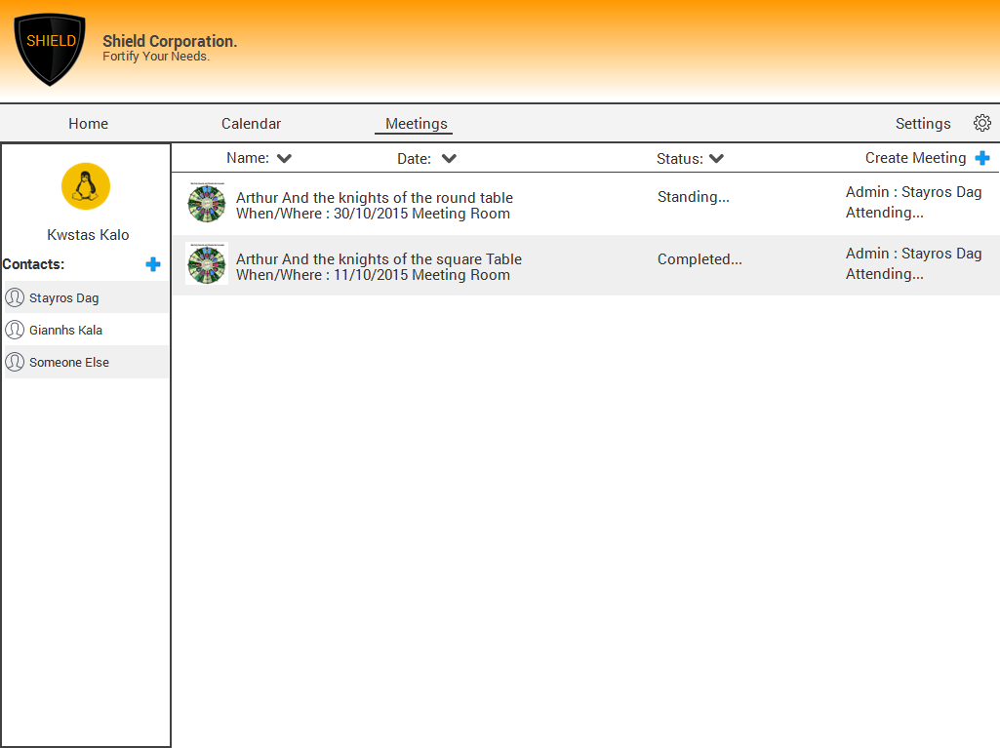 SHIELD
Shield Corporation.
Fortify Your Needs.
Home Calendar Meetings Settings
Name: Date: Status: Create Meeting
Kwstas Kalo
Contacts:
Stayros Dag
Giannhs Kala
Someone Else
Arthur And the knights of the round table
When/Where : 30/10/2015 Meeting Room
Standing...
Admin : Stayros Dag
Attending...
Arthur And the knights of the square Table
When/Where : 11/10/2015 Meeting Room
Completed...
Admin : Stayros Dag
Attending...